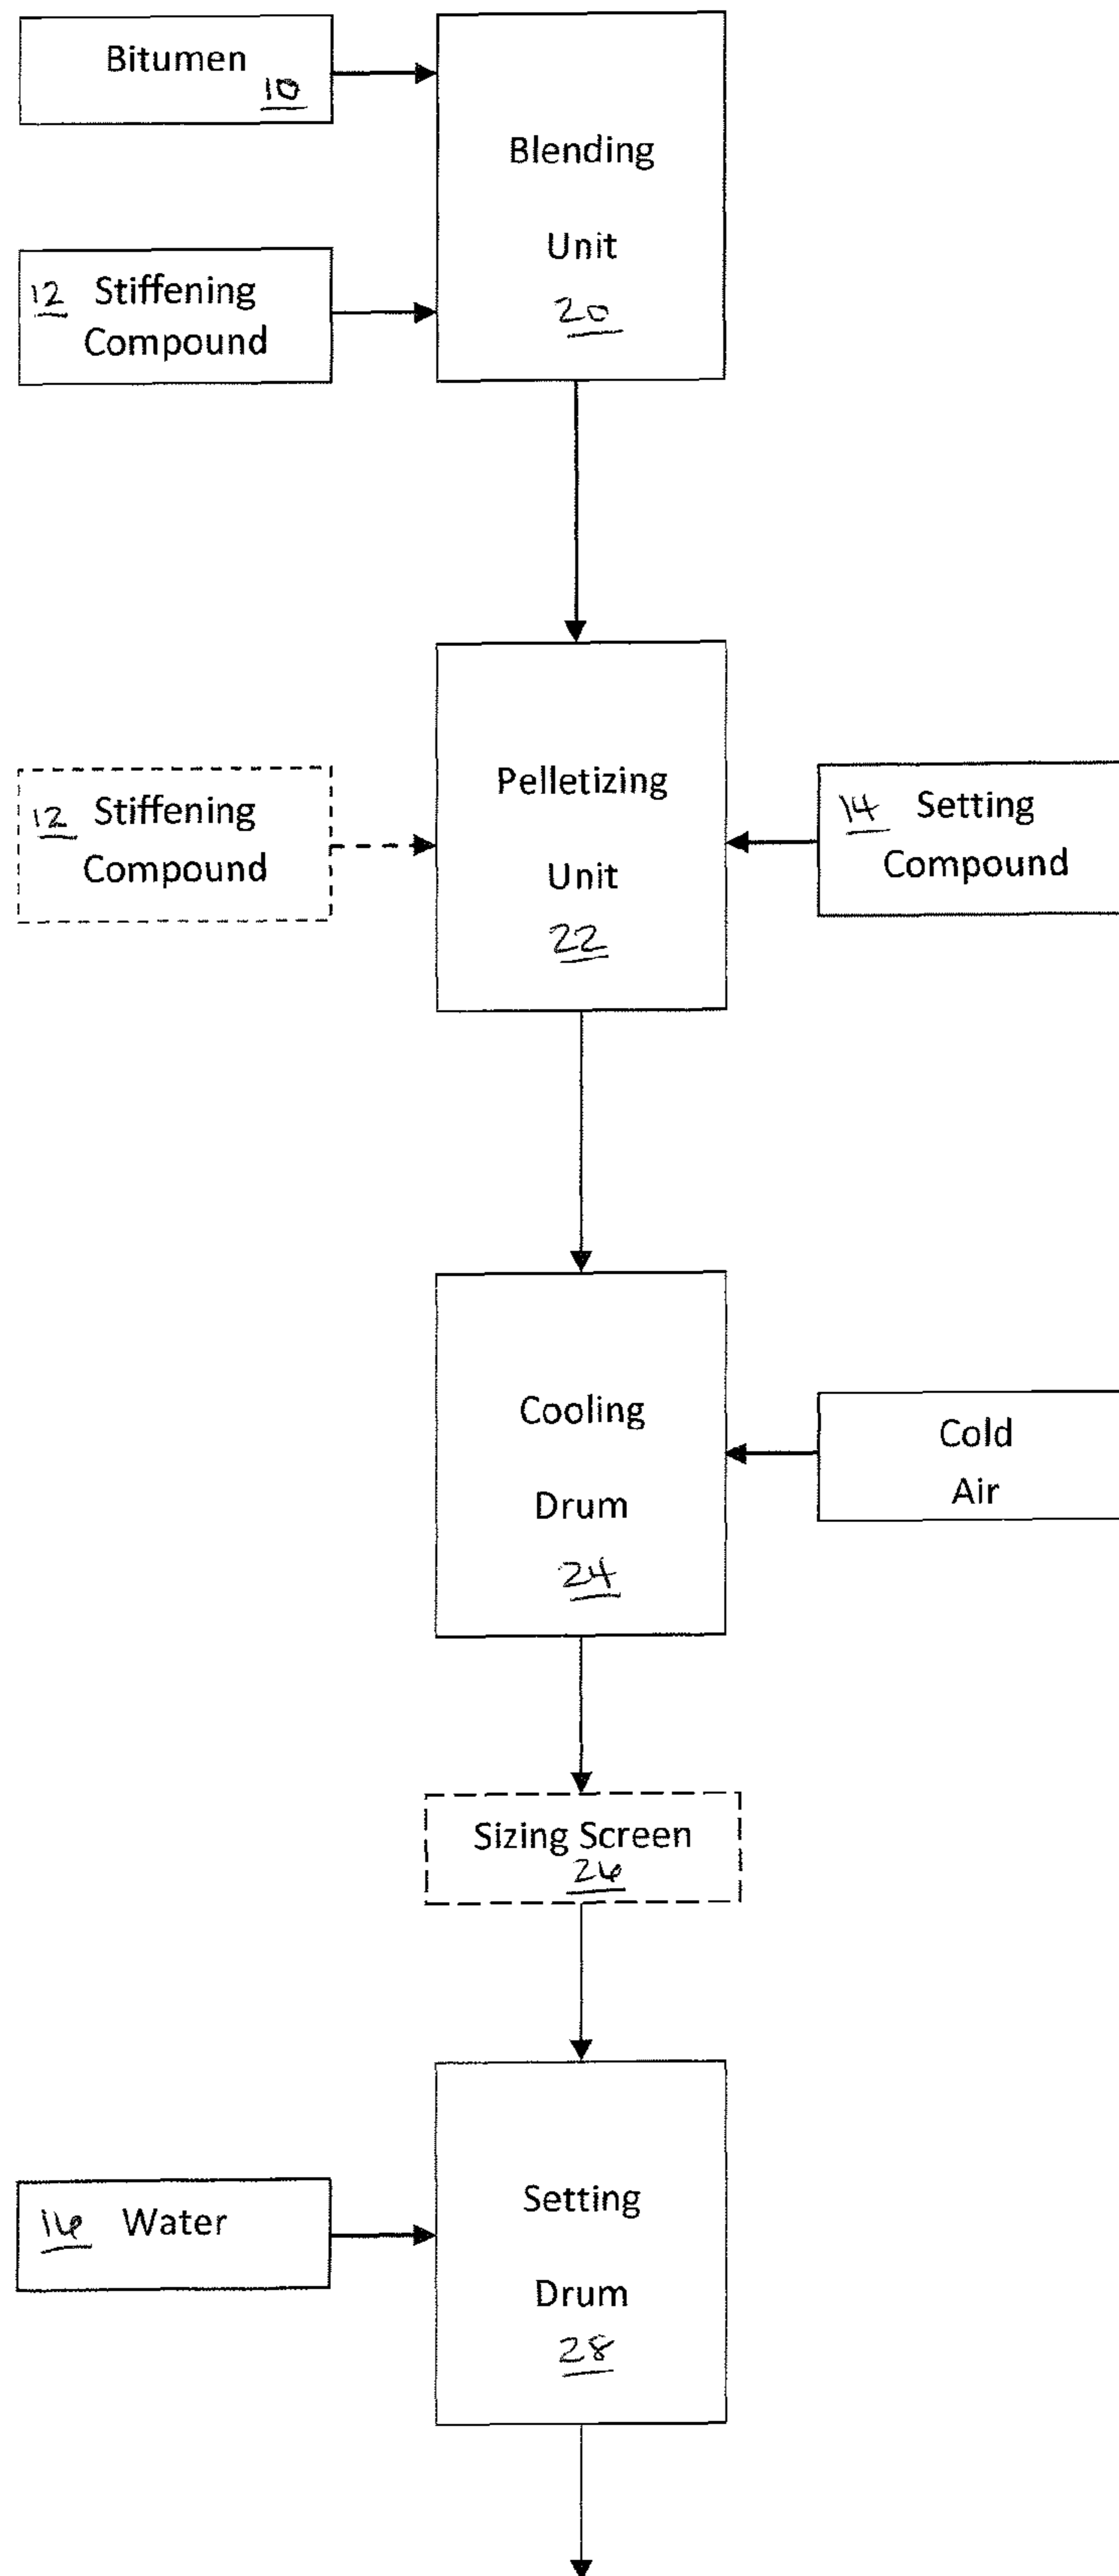 Bitumen
10
Blending
Unit
20
12 Stiffening
Compound
Pelletizing
Unit
22
12 Stiffening
Compound
14 Setting
Compound
Cooling
Drum
24
Cold
Air
Sizing Screen
26
Setting
Drum
28
16 Water